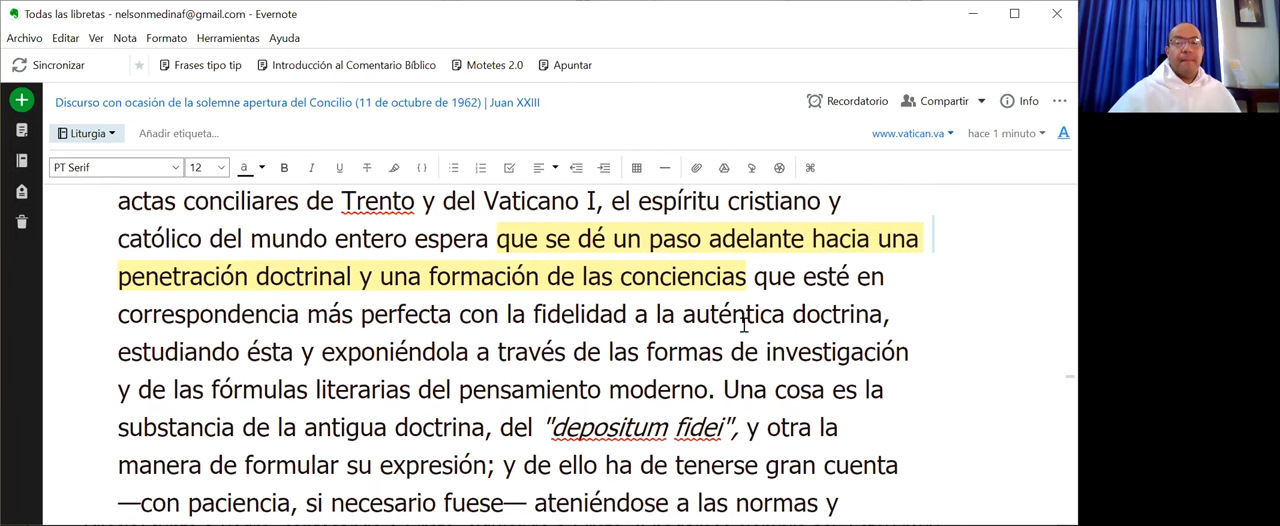 Todas las libretas - nelsonmedinaf@gmail.com - Evernote
Archivo Editar Ver Nota Formato Herramientas Ayuda
Sincronizar Frases tipo tip Introducción al Comentario Bíblico Motetes 2.0 Apuntar
Discurso con ocasión de la solemne apertura del Concilio (11 de octubre de 1962) | Juan XXIII Recordatorio Compartir Info
Liturgia Añadir etiqueta... www.vatican.va hace 1 minuto A
PT Serif 12 a B I U T
actas conciliares de Trento y del Vaticano I, el espíritu cristiano y
católico del mundo entero espera que se dé un paso adelante hacia una
penetración doctrinal y una formación de las conciencias que esté en
correspondencia más perfecta con la fidelidad a la auténtica doctrina,
estudiando ésta y exponiéndola a través de las formas de investigación
y de las fórmulas literarias del pensamiento moderno. Una cosa es la
substancia de la antigua doctrina, del "depositum fidei", y otra la
manera de formular su expresión; y de ello ha de tenerse gran cuenta
—con paciencia, si necesario fuese— ateniéndose a las normas y